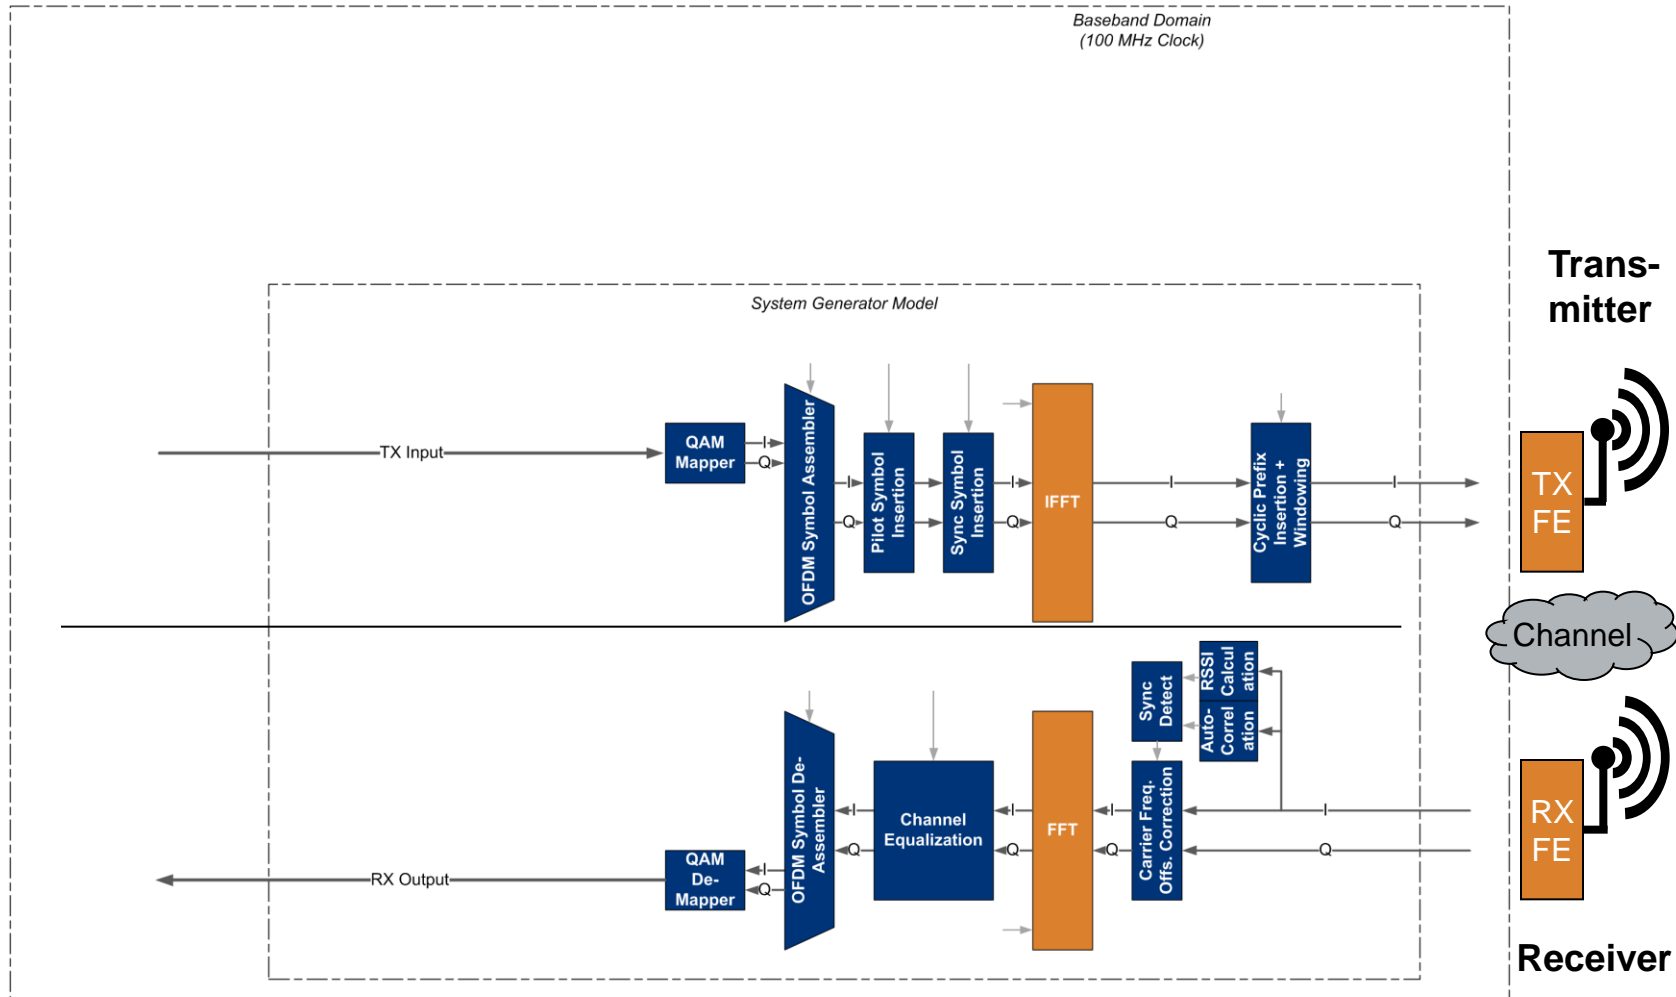 Baseband Domain
(100 MHz Clock)
Trans-
mitter
System Generator Model
TX Input
QAM
Mapper
I
Q
OFDM Symbol Assembler
I
Q
Pilot Symbol
Insertion
Sync Symbol
Insertion
I
Q
IFFT
I
Q
Cyclic Prefix
Insertion +
Windowing
I
Q
TX
FE
Channel
RSSI
Calcul
ation
Sync
Detect
Auto-
Correl
ation
I
Q
Carrier Freq.
Offs. Correction
I
Q
FFT
I
Q
Channel
Equalization
I
Q
OFDM Symbol De-
Assembler
I
Q
QAM
De-
Mapper
RX Output
RX
FE
Receiver